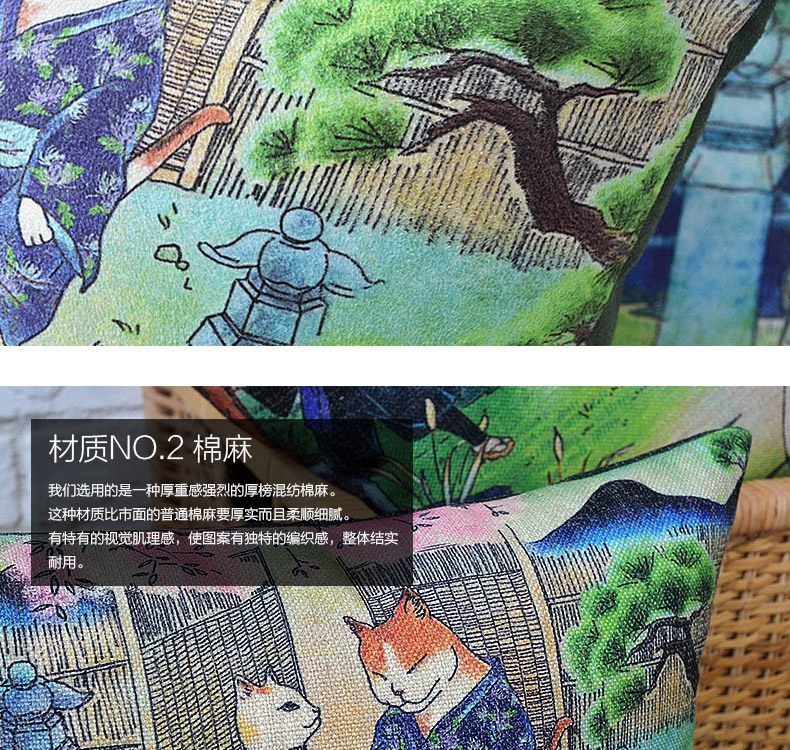 材质NO.2 棉麻
我们选用的是一种厚重感强烈的厚榜混纺棉麻。
这种材质比市面的普通棉麻要厚实而且柔顺细腻。
有特有的视觉肌理感，使图案有独特的编织感，整体结实
耐用。